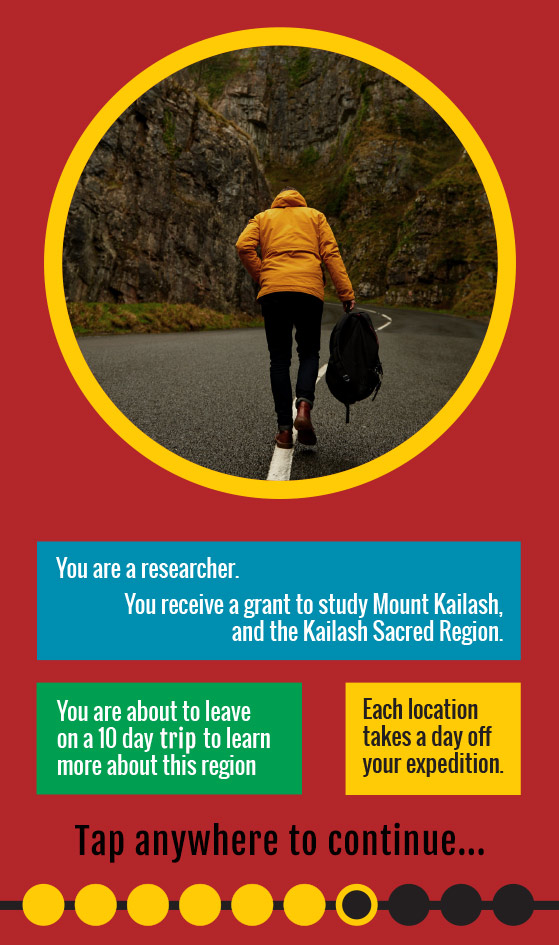 You are a researcher.
You receive a grant to study Mount Kailash,
and the Kailash Sacred Region.
You are about to leave
on a 10 day trip to learn
more about this region
Each location
takes a day off
your expedition.
Tap anywhere to continue...